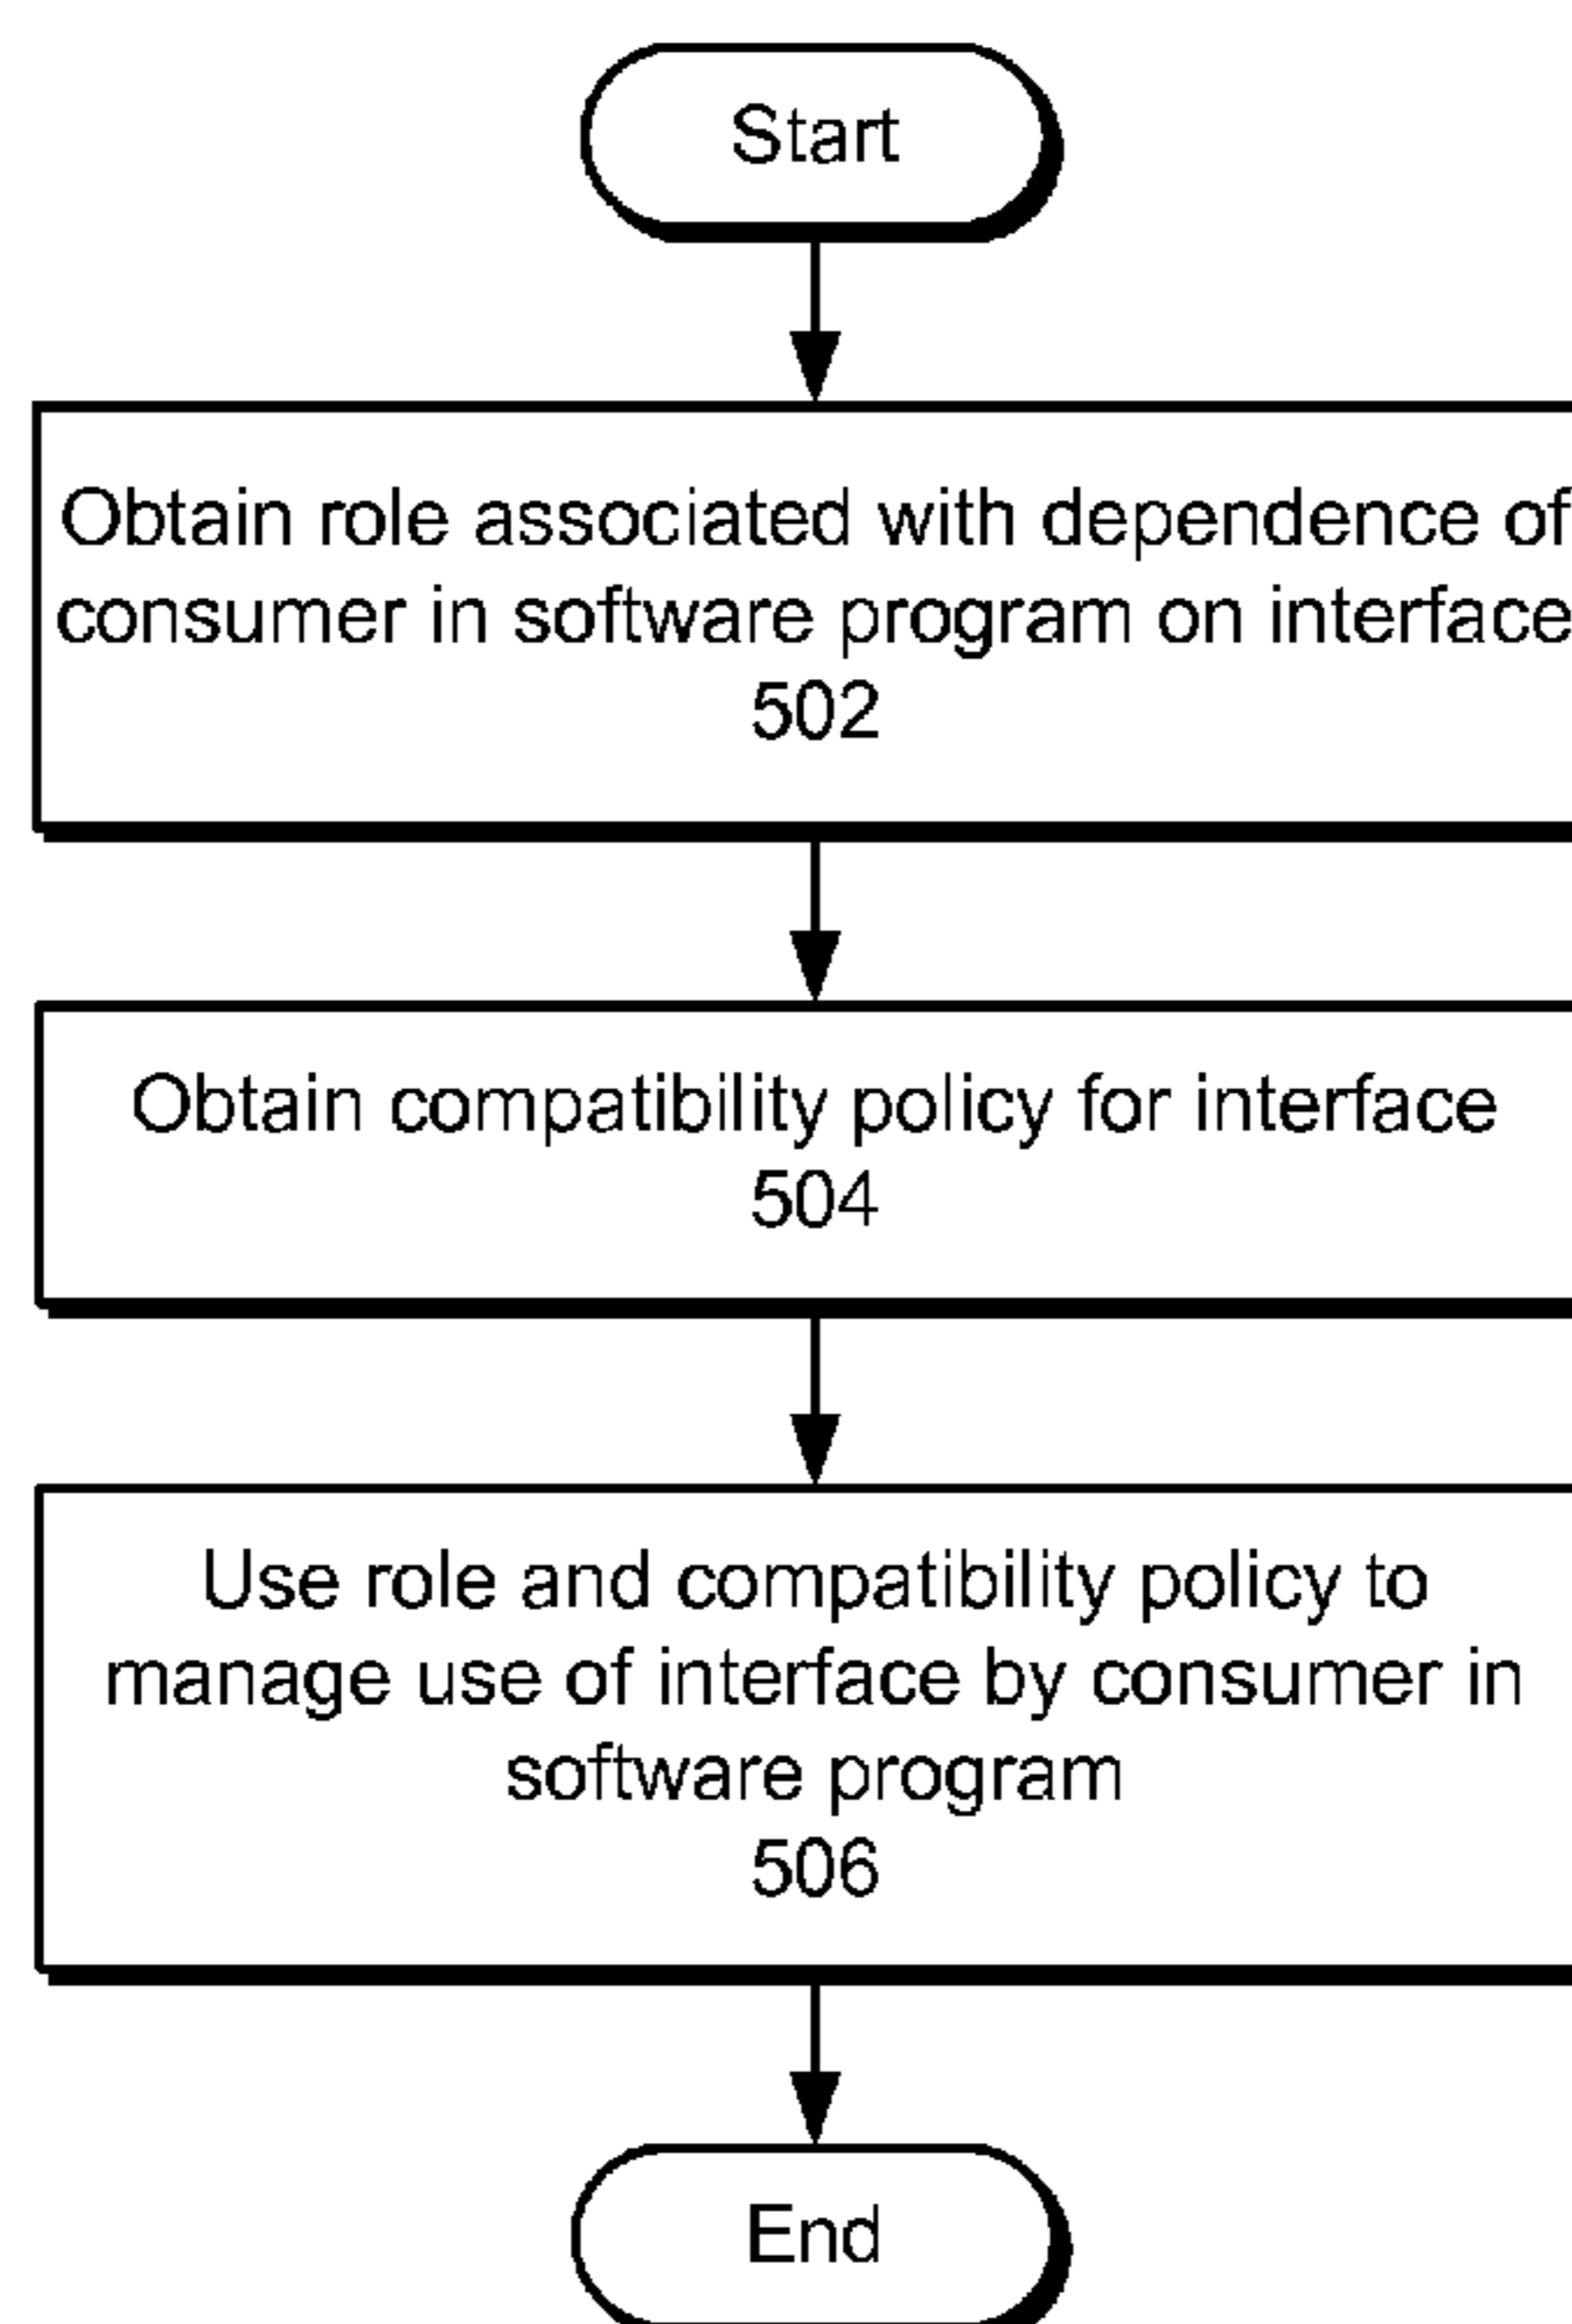 Start
Obtain role associated with dependence of
consumer in software program on interface
502
Obtain compatibility policy for interface
504
Use role and compatibility policy to
manage use of interface by consumer in
software program
506
End